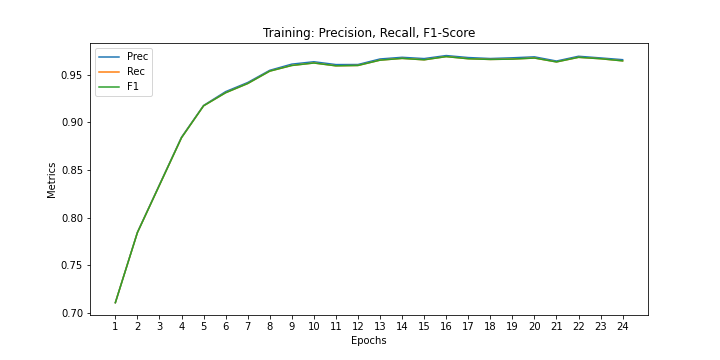 Training: Precision, Recall, F1-Score
Prec
Rec
F1
0.95
0.90
0.85
0.80
0.75
0.70
Metrics
1 2 3 4 5 6 7 8 9 10 11 12 13 14 15 16 17 18 19 20 21 22 23 24
Epochs